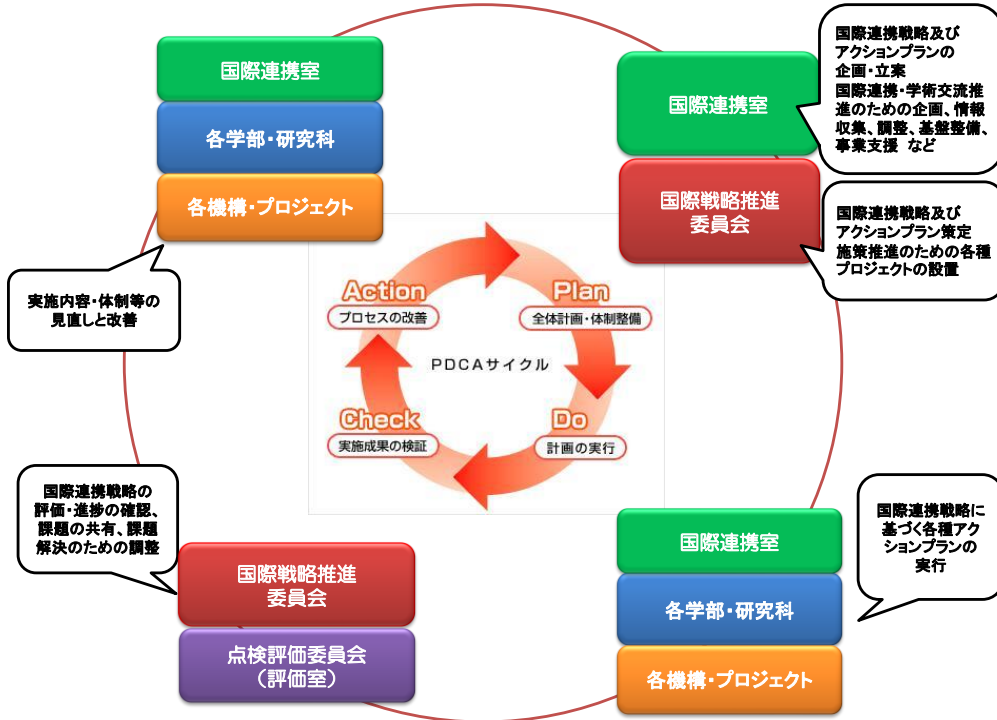 国際連携室
各学部・研究科
各機構・プロジェクト
実施内容・体制等の
見直しと改善
国際連携室
国際戦略推進
委員会
国際連携戦略及び
アクションプランの
企画・立案
国際連携・学術交流推
進のための企画、情報
収集、調整、基盤整備、
事業支援 など
国際連携戦略及び
アクションプラン策定
施策推進のための各種
プロジェクトの設置
Action
プロセスの改善
Plan
全体計画・体制整備
PDCAサイクル
Check
実施成果の検証
Do
計画の実行
国際連携戦略の
評価・進捗の確認、
課題の共有、課題
解決のための調整
国際戦略推進
委員会
点検評価委員会
（評価室）
国際連携室
各学部・研究科
各機構・プロジェクト
国際連携戦略に
基づく各種アク
ションプランの
実行